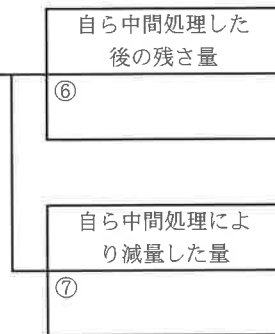 自ら中間処理した
後の残さ量
⑥
自ら中間処理によ
り減量した量
⑦